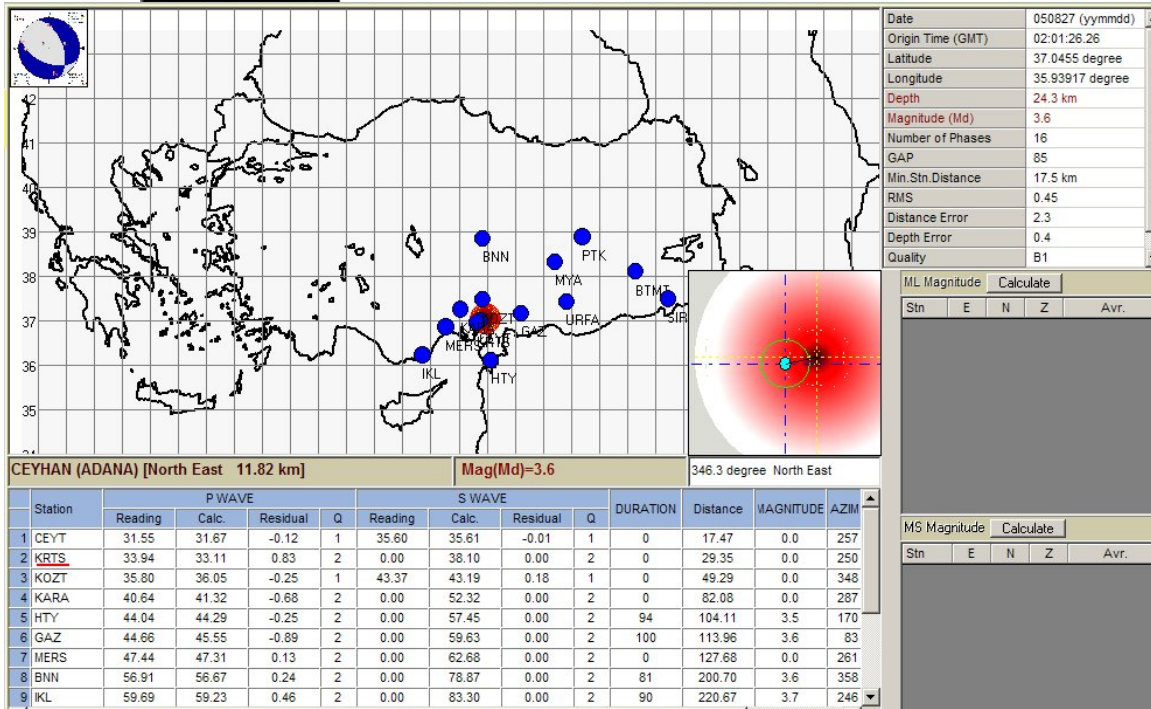 Date 050827 (yymmdd)
Origin Time (GMT) 02:01:26.26
Latitude 37.0455 degree
Longitude 35.93917 degree
Depth 24.3 km
Magnitude (Md) 3.6
Number of Phases 16
GAP 85
Min.Stn.Distance 17.5 km
RMS 0.45
Distance Error 2.3
Depth Error 0.4
Quality B1
42
41
40
39
38
37
36
35
BNN
PTK
MYA
BTMT
URFA
SIR
GAZ
MERS
IKL
HTY
ML Magnitude Calculate
Stn E N Z Avr.
CEYHAN (ADANA) [North East 11.82 km] Mag(Md)=3.6 346.3 degree North East
Station P WAVE S WAVE DURATION Distance MAGNITUDE AZIM
Reading Calc. Residual Q Reading Calc. Residual Q
1 CEYT 31.55 31.67 -0.12 1 35.60 35.61 -0.01 1 0 17.47 0.0 257
2 KRTS 33.94 33.11 0.83 2 0.00 38.10 0.00 2 0 29.35 0.0 250
3 KOZT 35.80 36.05 -0.25 1 43.37 43.19 0.18 1 0 49.29 0.0 348
4 KARA 40.64 41.32 -0.68 2 0.00 52.32 0.00 2 0 82.08 0.0 287
5 HTY 44.04 44.29 -0.25 2 0.00 57.45 0.00 2 94 104.11 3.5 170
6 GAZ 44.66 45.55 -0.89 2 0.00 59.63 0.00 2 100 113.96 3.6 83
7 MERS 47.44 47.31 0.13 2 0.00 62.68 0.00 2 0 127.68 0.0 261
8 BNN 56.91 56.67 0.24 2 0.00 78.87 0.00 2 81 200.70 3.6 358
9 IKL 59.69 59.23 0.46 2 0.00 83.30 0.00 2 90 220.67 3.7 246
MS Magnitude Calculate
Stn E N Z Avr.